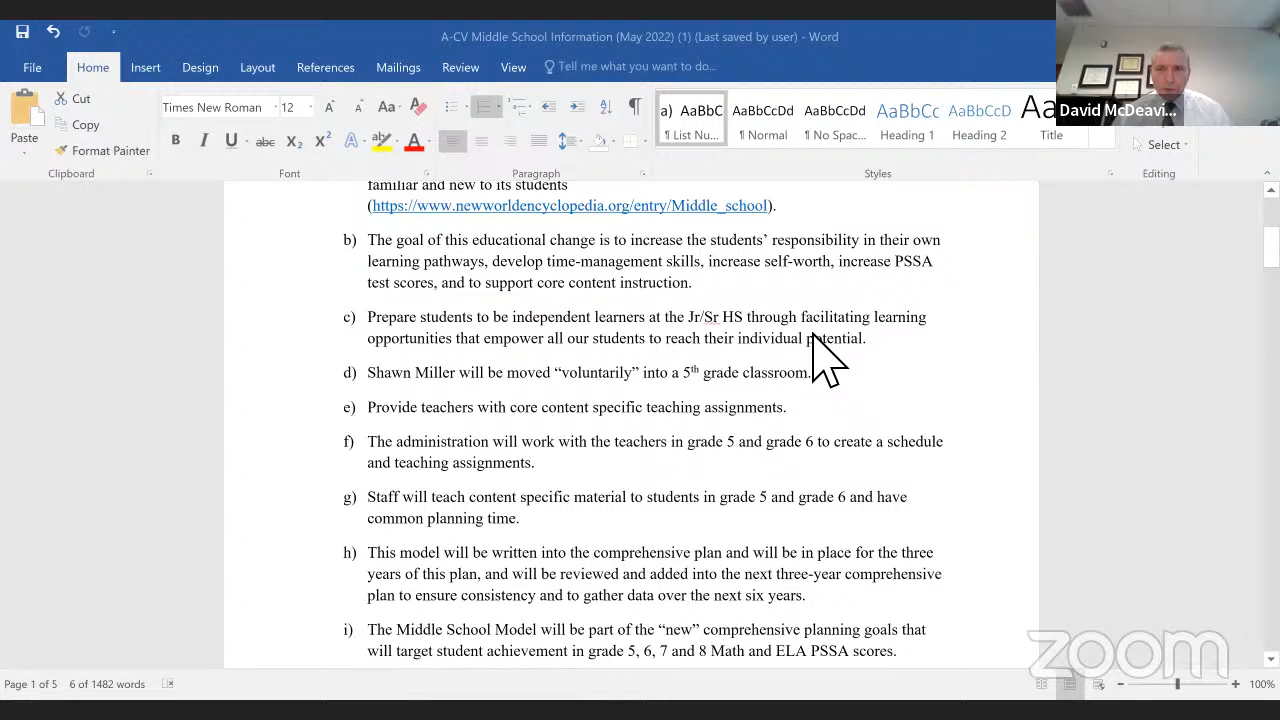 A-CV Middle School Information (May 2022) (1) (Last saved by user) - Word
File Home Insert Design Layout References Mailings Review View Tell me what you want to do...
David McDeavi...
Paste
Cut
Copy
Format Painter
Clipboard
Times New Roman 12
Font
Paragraph
a) AaBbC AaBbCcDd AaBbCcDd AaBbCc AaBbCcD
¶ List Nu... ¶ Normal ¶ No Spac... Heading 1 Heading 2 Title
Styles
Select
Editing
familiar and new to its students
(https://www.newworldencyclopedia.org/entry/Middle_school).
b) The goal of this educational change is to increase the students’ responsibility in their own
learning pathways, develop time-management skills, increase self-worth, increase PSSA
test scores, and to support core content instruction.
c) Prepare students to be independent learners at the Jr/Sr HS through facilitating learning
opportunities that empower all our students to reach their individual potential.
d) Shawn Miller will be moved “voluntarily” into a 5th grade classroom.
e) Provide teachers with core content specific teaching assignments.
f) The administration will work with the teachers in grade 5 and grade 6 to create a schedule
and teaching assignments.
g) Staff will teach content specific material to students in grade 5 and grade 6 and have
common planning time.
h) This model will be written into the comprehensive plan and will be in place for the three
years of this plan, and will be reviewed and added into the next three-year comprehensive
plan to ensure consistency and to gather data over the next six years.
i) The Middle School Model will be part of the “new” comprehensive planning goals that
will target student achievement in grade 5, 6, 7 and 8 Math and ELA PSSA scores.
zoom
Page 1 of 5 6 of 1482 words 100%